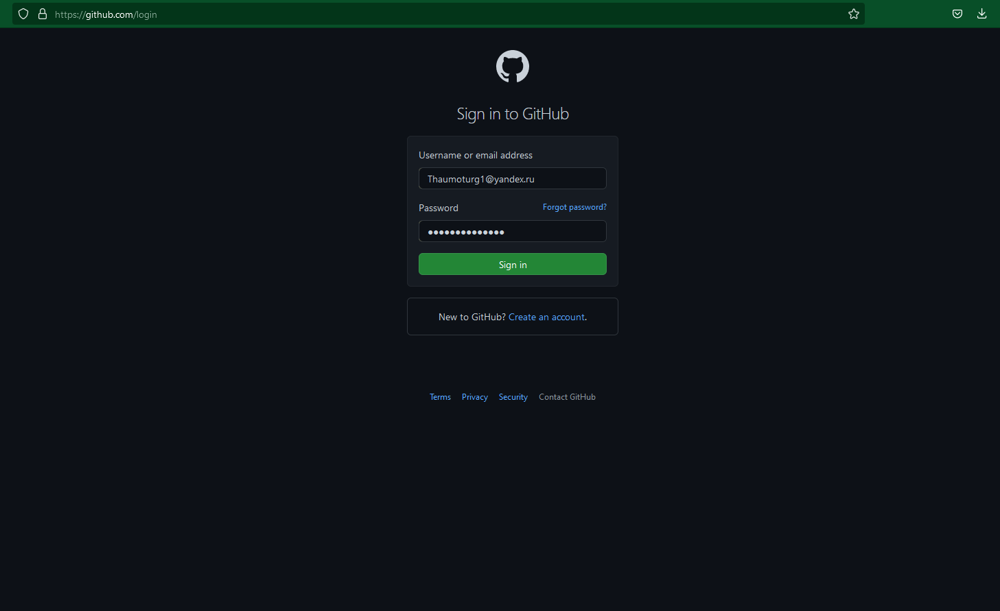 https://github.com/login
Sign in to GitHub
Username or email address
Thaumoturg1@yandex.ru
Password Forgot password?
●●●●●●●●●●●●●●
Sign in
New to GitHub? Create an account.
Terms Privacy Security Contact GitHub